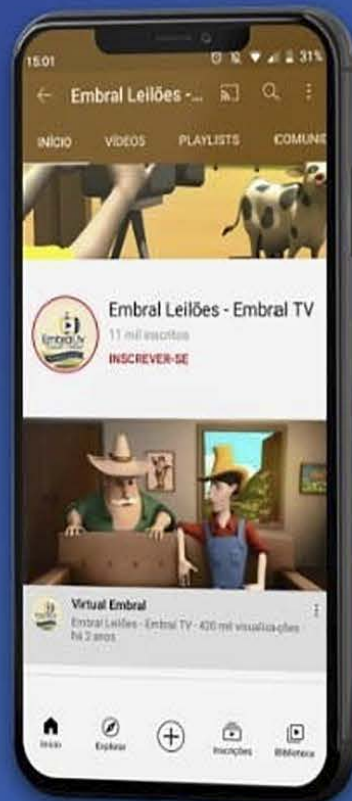 15:01
31%
Embral Leilões -...
INÍCIO VÍDEOS PLAYLISTS COMUNI
Embral Leilões - Embral TV
11 mil inscritos
INSCREVER-SE
Virtual Embral
Embral Leilões - Embral TV - 420 mil visualizações -
há 2 anos
Início Explorar Inscrições Biblioteca